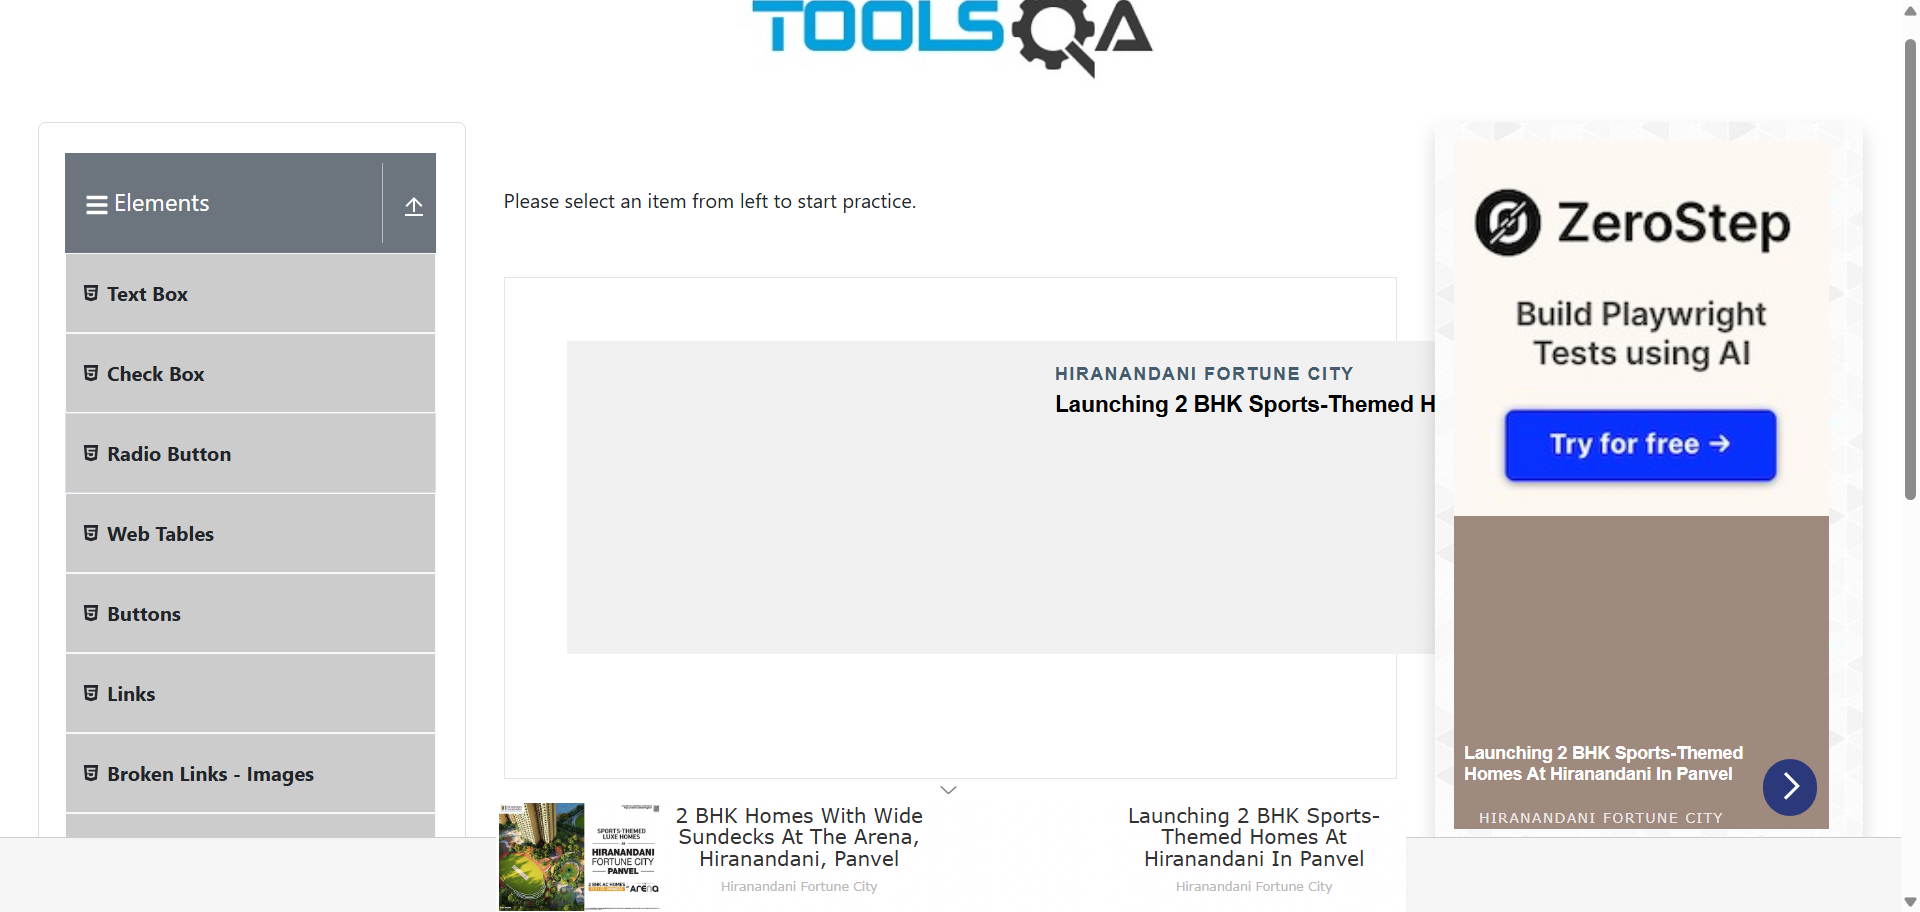 TOOLSQA
Elements
Text Box
Check Box
Radio Button
Web Tables
Buttons
Links
Broken Links - Images
Please select an item from left to start practice.
HIRANANDANI FORTUNE CITY
Launching 2 BHK Sports-Themed H
ZeroStep
Build Playwright
Tests using AI
Try for free →
Launching 2 BHK Sports-Themed
Homes At Hiranandani In Panvel
HIRANANDANI FORTUNE CITY
SPORTS-THEMED
LUXE HOMES
HIRANANDANI
FORTUNE CITY
PANVEL
2 BHK Homes With Wide
Sundecks At The Arena,
Hiranandani, Panvel
Hiranandani Fortune City
Launching 2 BHK Sports-
Themed Homes At
Hiranandani In Panvel
Hiranandani Fortune City